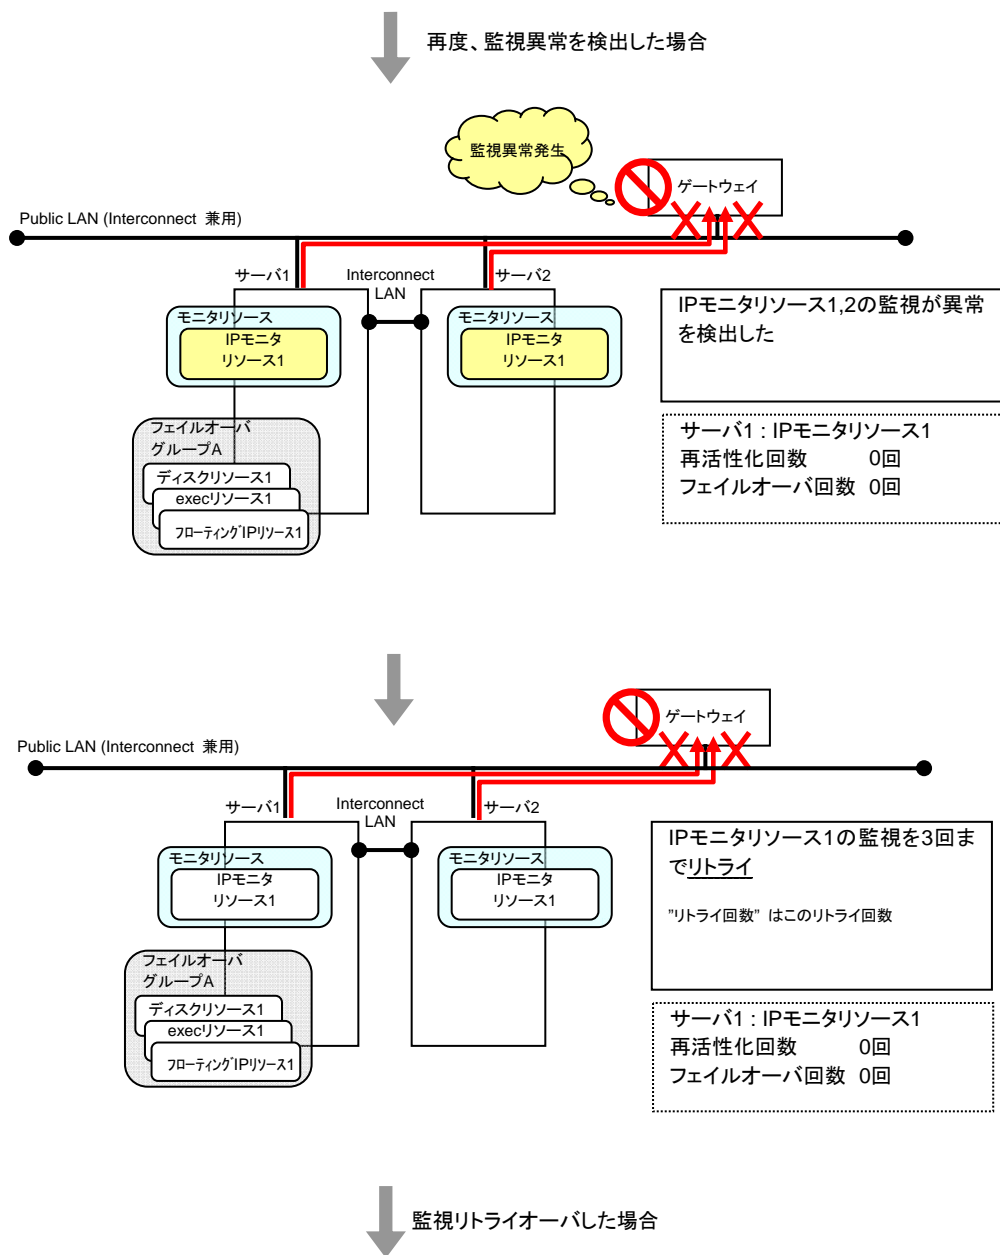 再度、監視異常を検出した場合
監視異常発生
ゲートウェイ
Public LAN (Interconnect 兼用)
サーバ1
Interconnect
LAN
サーバ2
モニタリソース
IPモニタ
リソース1
モニタリソース
IPモニタ
リソース1
フェイルオーバ
グループA
ディスクリソース1
execリソース1
フローティングIPリソース1
IPモニタリソース1,2の監視が異常
を検出した
サーバ1 : IPモニタリソース1
再活性化回数 0回
フェイルオーバ回数 0回
ゲートウェイ
Public LAN (Interconnect 兼用)
サーバ1
Interconnect
LAN
サーバ2
モニタリソース
IPモニタ
リソース1
モニタリソース
IPモニタ
リソース1
フェイルオーバ
グループA
ディスクリソース1
execリソース1
フローティングIPリソース1
IPモニタリソース1の監視を3回ま
でリトライ
"リトライ回数" はこのリトライ回数
サーバ1 : IPモニタリソース1
再活性化回数 0回
フェイルオーバ回数 0回
監視リトライオーバした場合